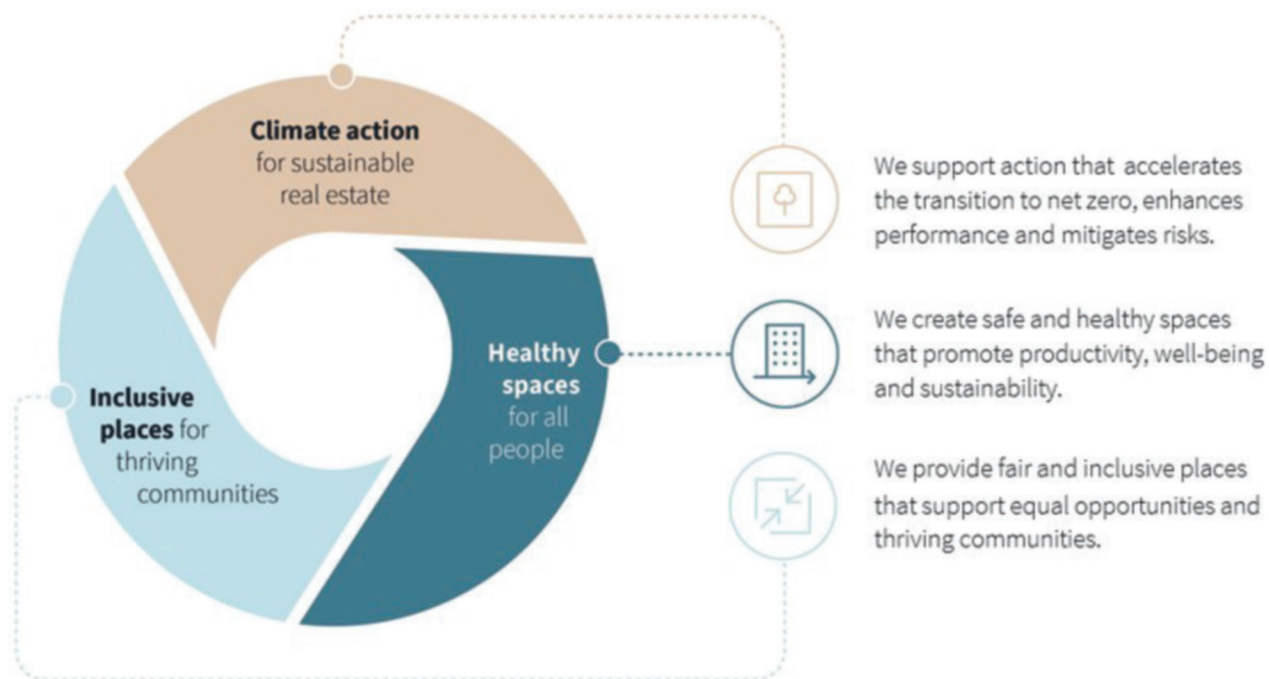 Climate action
for sustainable
real estate
Healthy
spaces
for all
people
Inclusive
places for
thriving
communities
We support action that accelerates
the transition to net zero, enhances
performance and mitigates risks.
We create safe and healthy spaces
that promote productivity, well-being
and sustainability.
We provide fair and inclusive places
that support equal opportunities and
thriving communities.